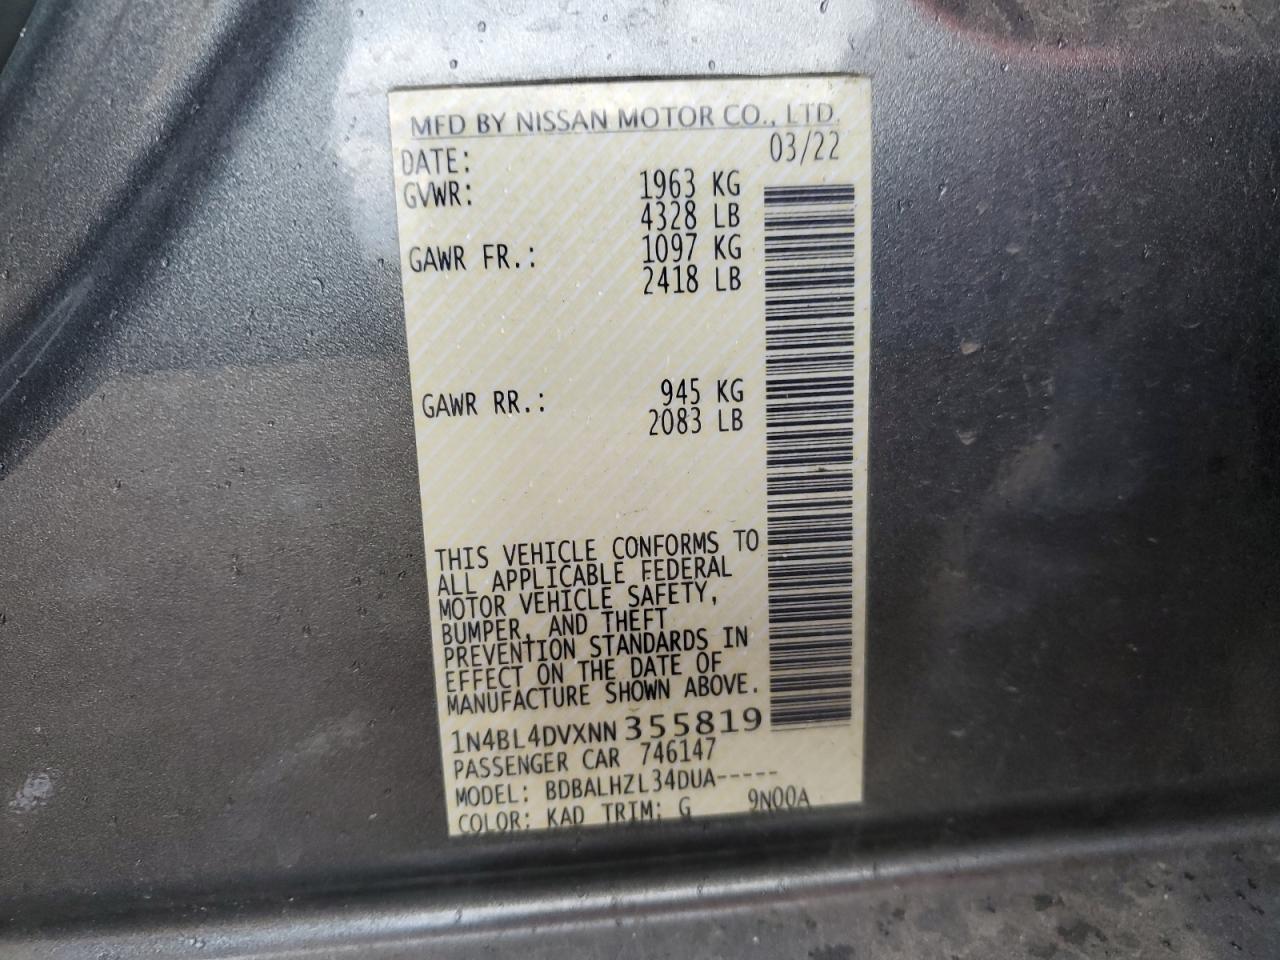 MFD BY NISSAN MOTOR CO., LTD.
DATE: 03/22
GVWR: 1963 KG
4328 LB
GAWR FR.: 1097 KG
2418 LB
GAWR RR.: 945 KG
2083 LB
THIS VEHICLE CONFORMS TO
ALL APPLICABLE FEDERAL
MOTOR VEHICLE SAFETY,
BUMPER, AND THEFT
PREVENTION STANDARDS IN
EFFECT ON THE DATE OF
MANUFACTURE SHOWN ABOVE.
1N4BL4DVXNN355819
PASSENGER CAR 746147
MODEL: BDBALHZL34DUA-----
COLOR: KAD TRIM: G 9N00A